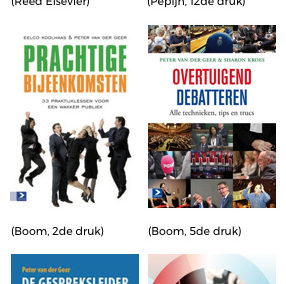 (Reed Elsevier)
(Pepijn, 12de druk)
EELCO KOOLHAAS & PETER VAN DER GEER
PRACHTIGE
BIJEENKOMSTEN
33 PRAKTIJKLESSEN VOOR
EEN WAKKER PUBLIEK
PETER VAN DER GEER & SHARON KROES
OVERTUIGEND
DEBATTEREN
Alle technieken, tips en trucs
(Boom, 2de druk)
(Boom, 5de druk)
Peter van der Geer
DE GESPREKSLEIDER